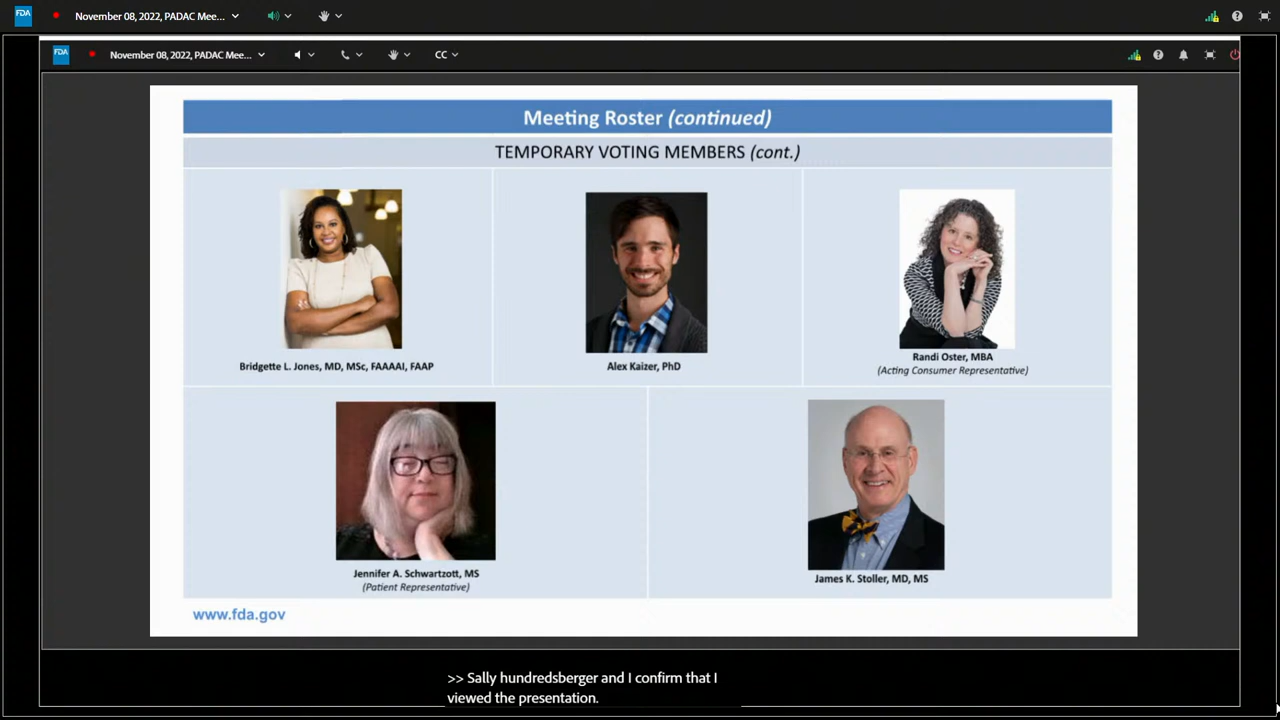 FDA November 08, 2022, PADAC Mee...
FDA November 08, 2022, PADAC Mee... CC
Meeting Roster (continued)
TEMPORARY VOTING MEMBERS (cont.)
Bridgette L. Jones, MD, MSc, FAAAAI, FAAP
Alex Kaizer, PhD
Randi Oster, MBA
(Acting Consumer Representative)
Jennifer A. Schwartzott, MS
(Patient Representative)
James K. Stoller, MD, MS
www.fda.gov
>> Sally hundredsberger and I confirm that I
viewed the presentation.